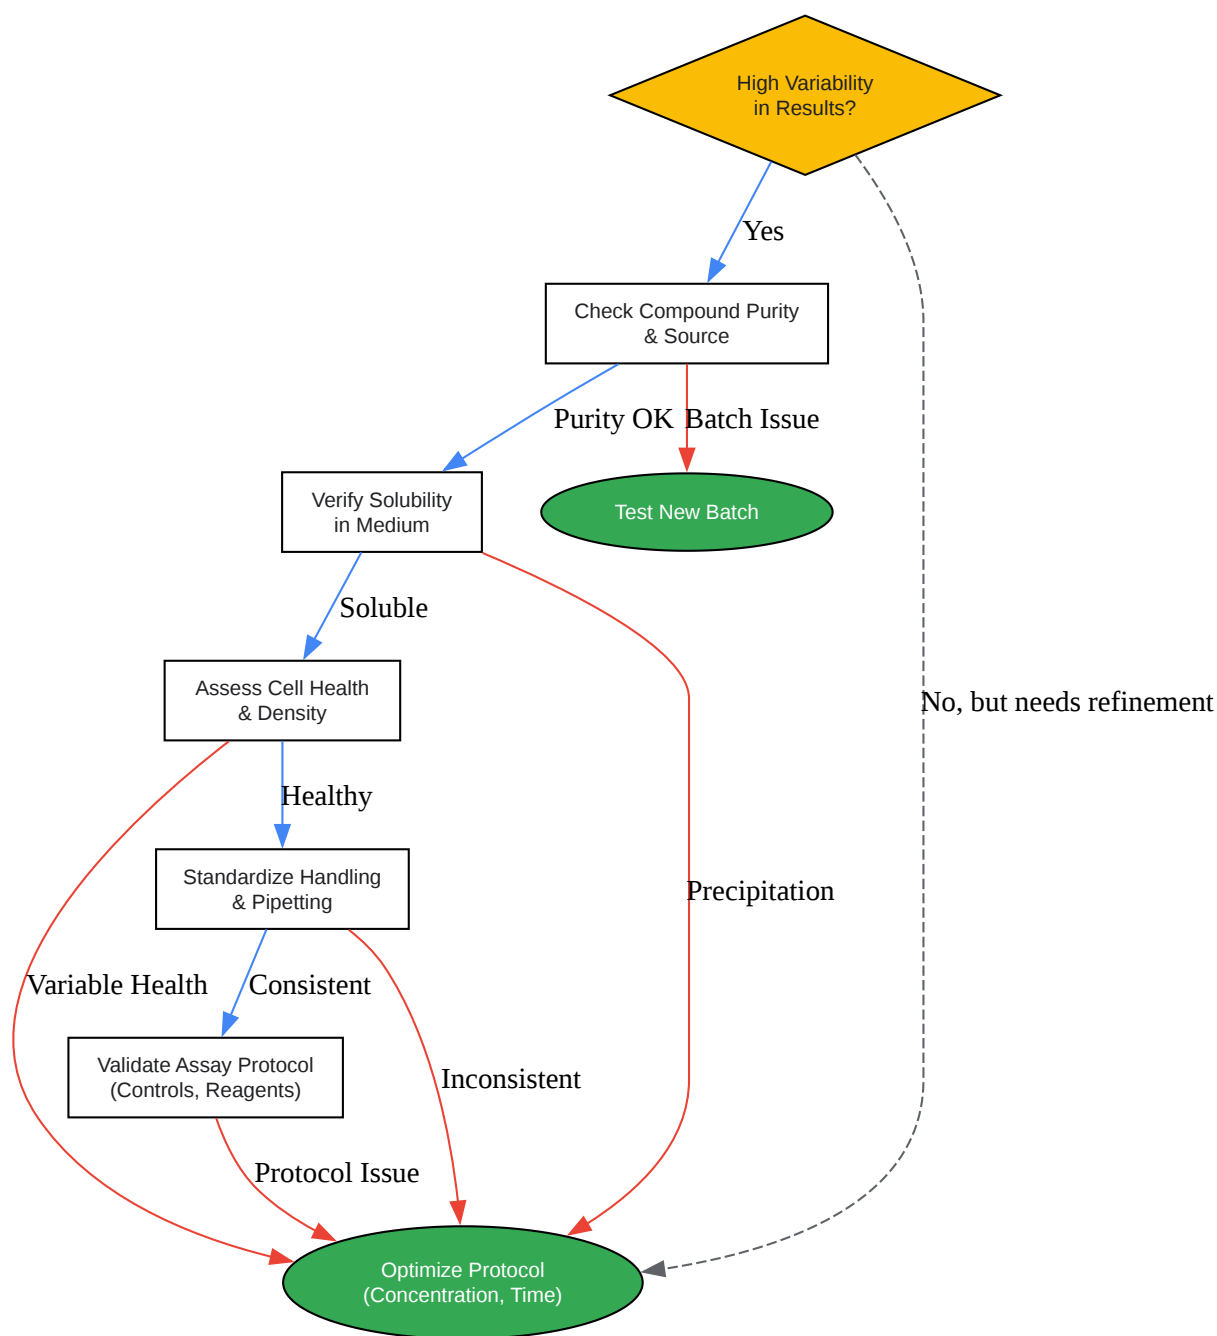 High Variability
in Results?
Yes
Check Compound Purity
& Source
Purity OK
Batch Issue
Verify Solubility
in Medium
Test New Batch
Soluble
Assess Cell Health
& Density
No, but needs refinement
Healthy
Standardize Handling
& Pipetting
Precipitation
Variable Health
Consistent
Validate Assay Protocol
(Controls, Reagents)
Inconsistent
Protocol Issue
Optimize Protocol
(Concentration, Time)